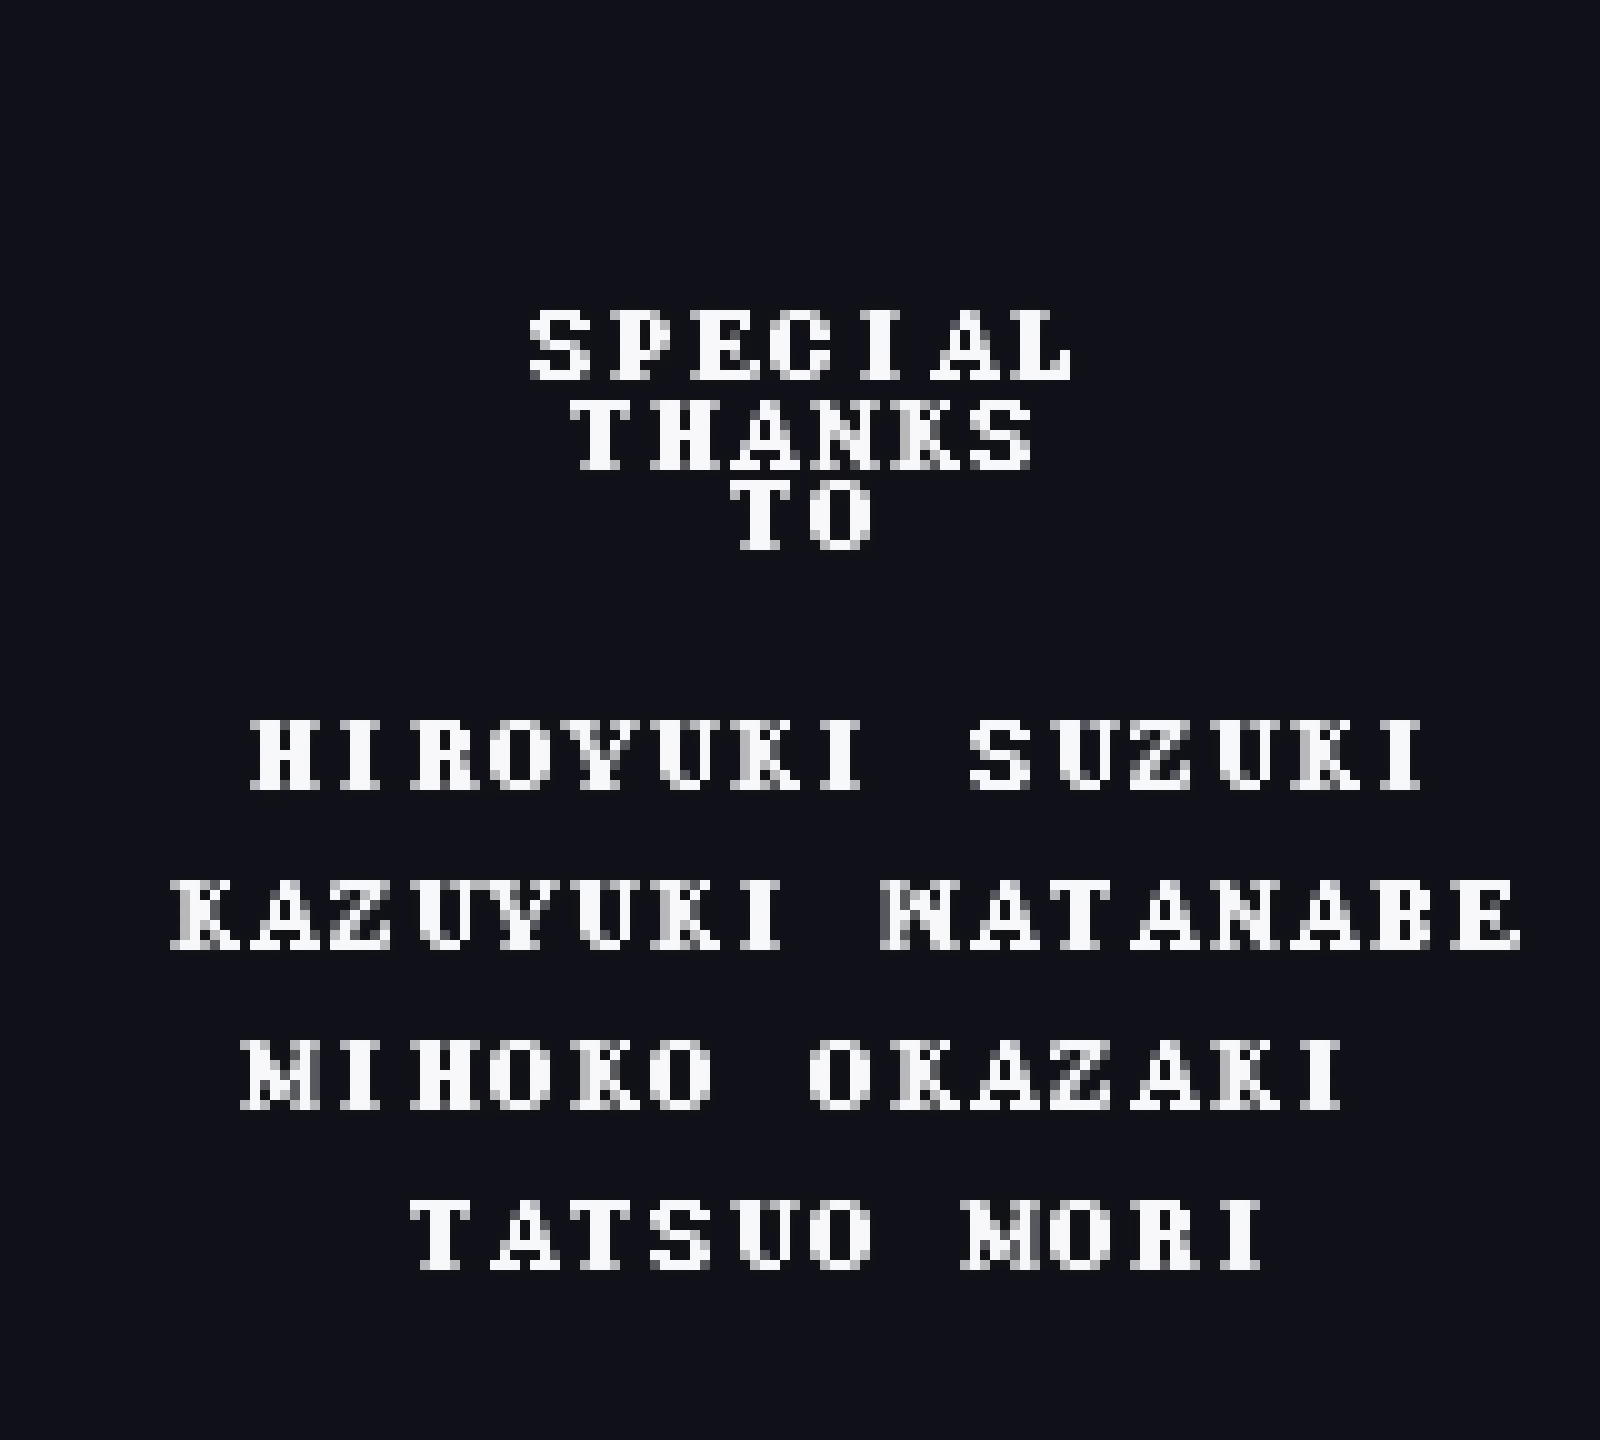 SPECIAL
THANKS
TO
HIROYUKI SUZUKI
KAZUYUKI WATANABE
MIHOKO OKAZAKI
TATSUO MORI